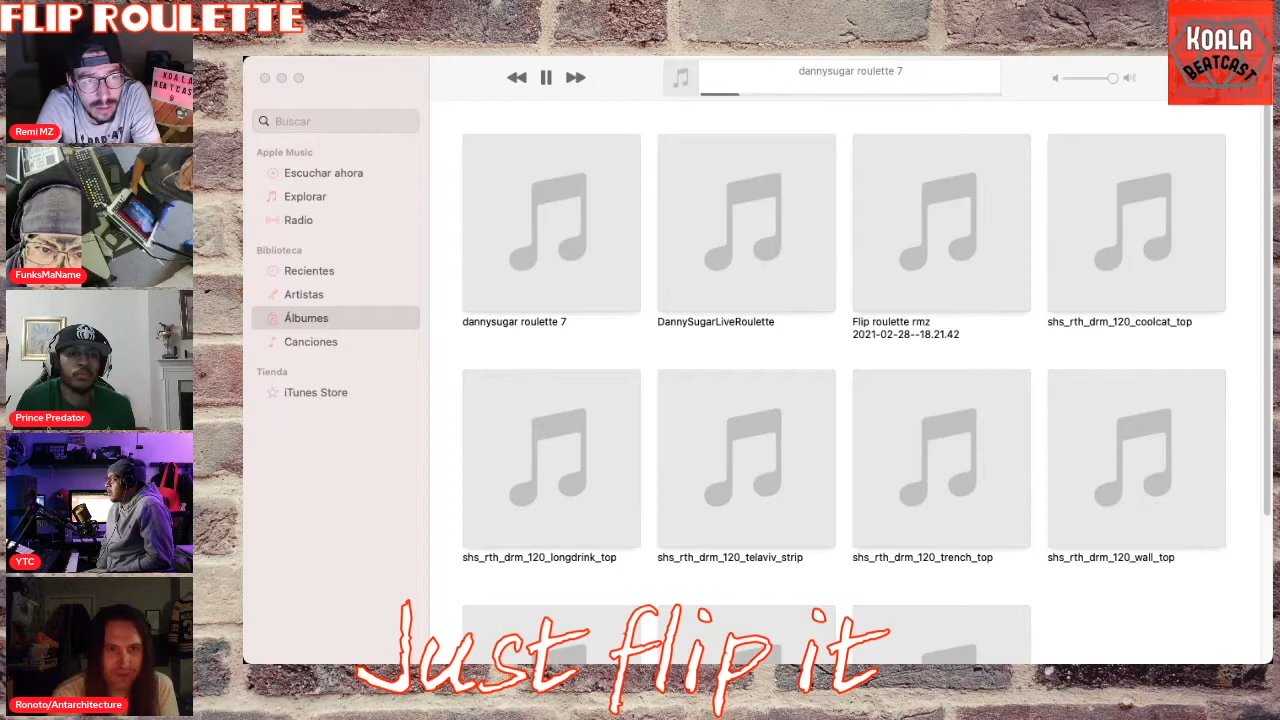 FLIP ROULETTE
KOALA
BEATCAST
Remi MZ
FunksMaName
Prince Predator
YTC
Ronoto/Antarchitecture
dannysugar roulette 7
Buscar
Apple Music
Escuchar ahora
Explorar
Radio
Biblioteca
Recientes
Artistas
Álbumes
Canciones
Tienda
iTunes Store
dannysugar roulette 7
DannySugarLiveRoulette
Flip roulette rmz
2021-02-28--18.21.42
shs_rth_drm_120_coolcat_top
shs_rth_drm_120_longdrink_top
shs_rth_drm_120_telaviv_strip
shs_rth_drm_120_trench_top
shs_rth_drm_120_wall_top
Just flip it